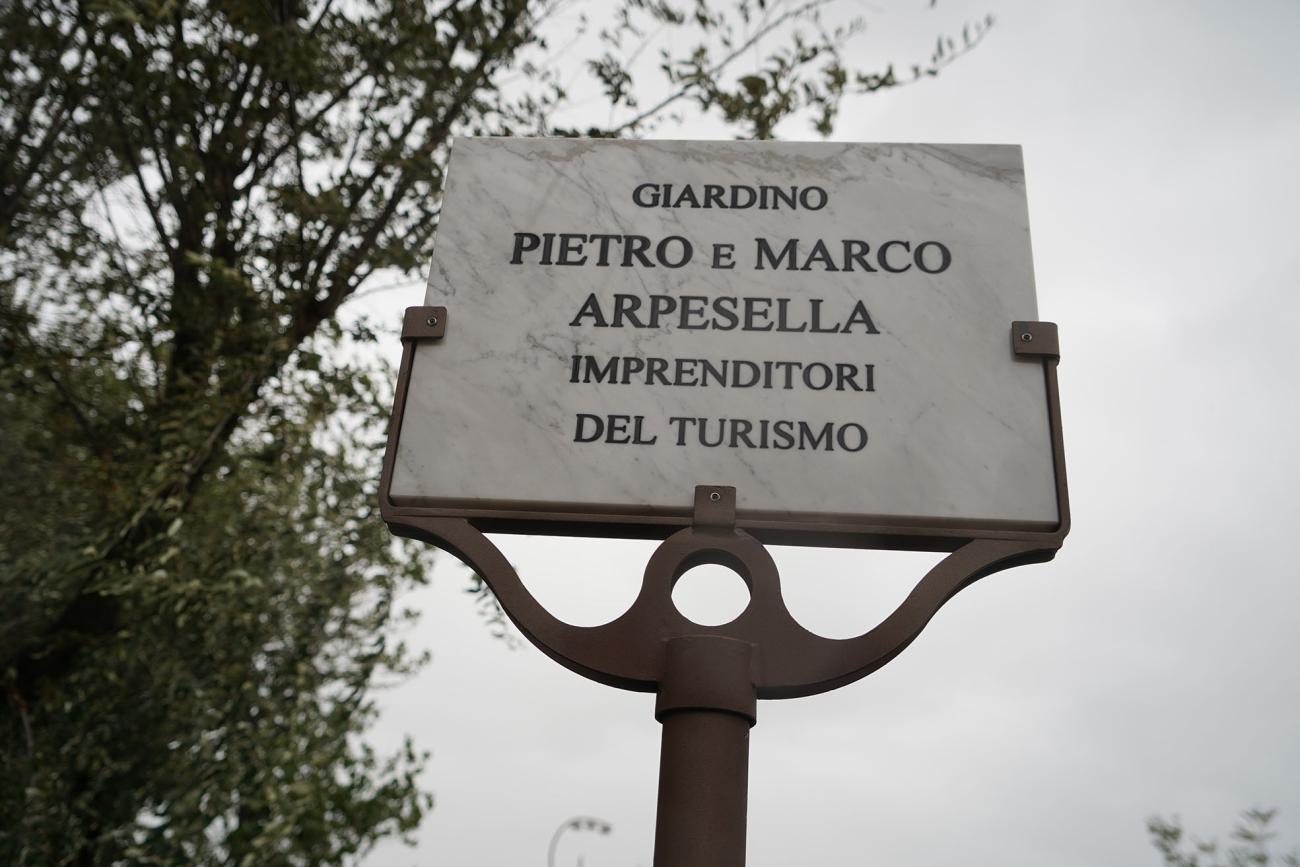 GIARDINO
PIETRO E MARCO
ARPESELLA
IMPRENDITORI
DEL TURISMO